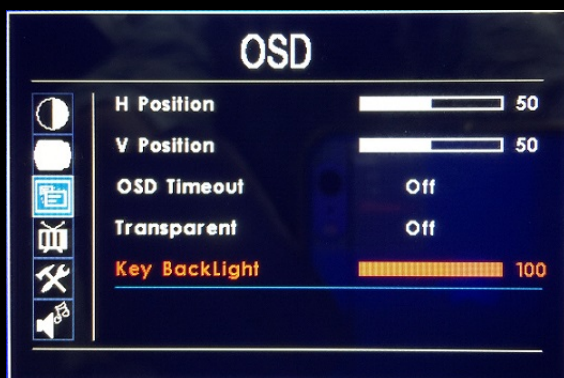 OSD
H Position 50
V Position 50
OSD Timeout Off
Transparent Off
Key BackLight 100